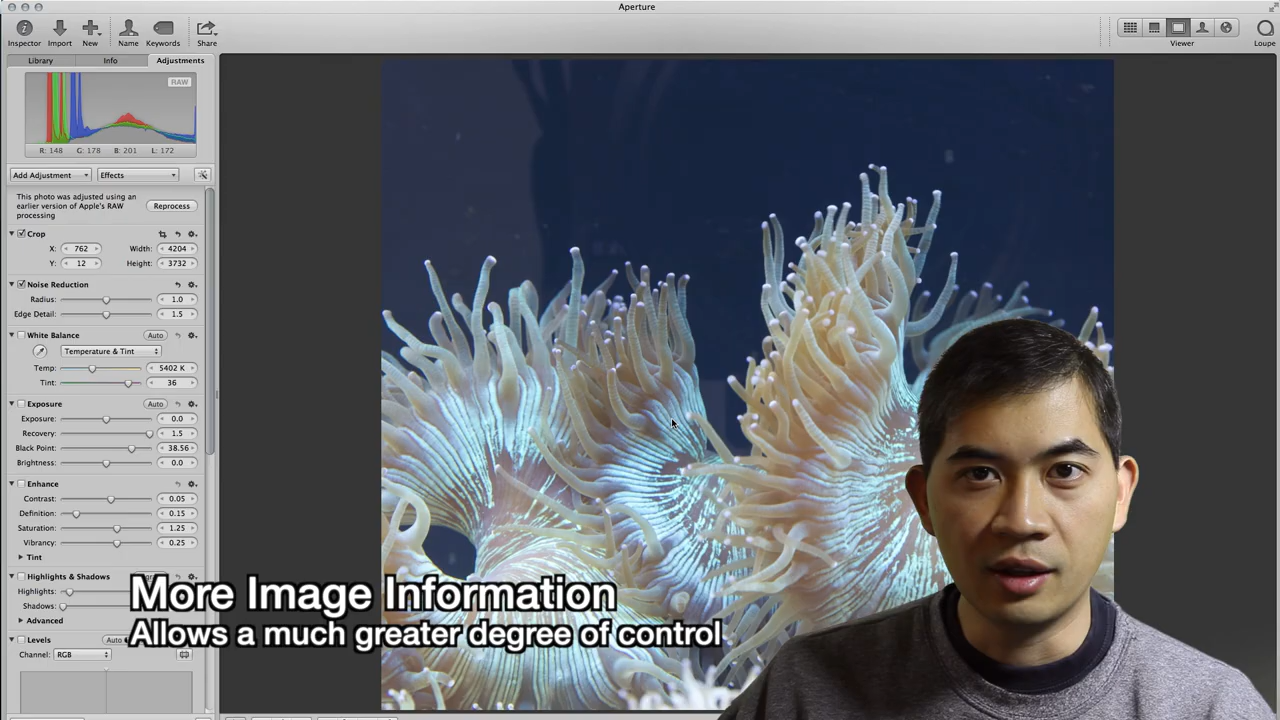 Aperture
Inspector Import New Name Keywords Share
Viewer Loupe
Library Info Adjustments
RAW
R: 148 G: 178 B: 201 L: 172
Add Adjustment Effects
This photo was adjusted using an
earlier version of Apple's RAW
processing
Reprocess
Crop
X: 762 Width: 4204
Y: 12 Height: 3732
Noise Reduction
Radius: 1.0
Edge Detail: 1.5
White Balance Auto
Temperature & Tint
Temp: 5402 K
Tint: 36
Exposure Auto
Exposure: 0.0
Recovery: 1.5
Black Point: 38.56
Brightness: 0.0
Enhance
Contrast: 0.05
Definition: 0.15
Saturation: 1.25
Vibrancy: 0.25
Tint
Highlights & Shadows
Highlights:
Shadows:
Advanced
More Image Information
Allows a much greater degree of control
Levels Auto
Channel: RGB